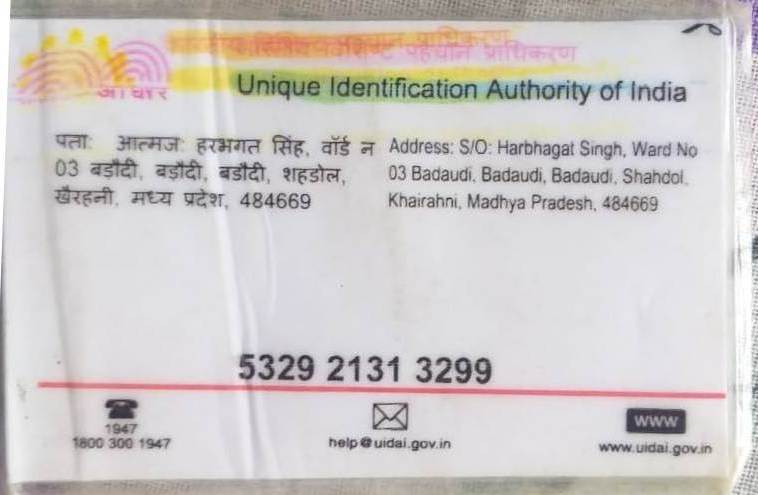 भारतीय विशिष्ट पहचान प्राधिकरण
आधार
Unique Identification Authority of India
पता: आत्मज: हरभगत सिंह, वॉर्ड न
03 बड़ौदी, बड़ौदी, बड़ौदी, शहडोल,
खैरहनी, मध्य प्रदेश, 484669
Address: S/O: Harbhagat Singh, Ward No
03 Badaudi, Badaudi, Badaudi, Shahdol,
Khairahni, Madhya Pradesh, 484669
5329 2131 3299
1947
1800 300 1947
help@uidai.gov.in
www
www.uidai.gov.in